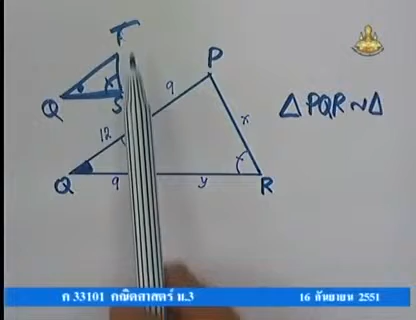 T
Q
S
P
9
x
12
Q
9
y
R
△PQR ~ △
ค 33101 คณิตศาสตร์ ม.3
16 กันยายน 2551